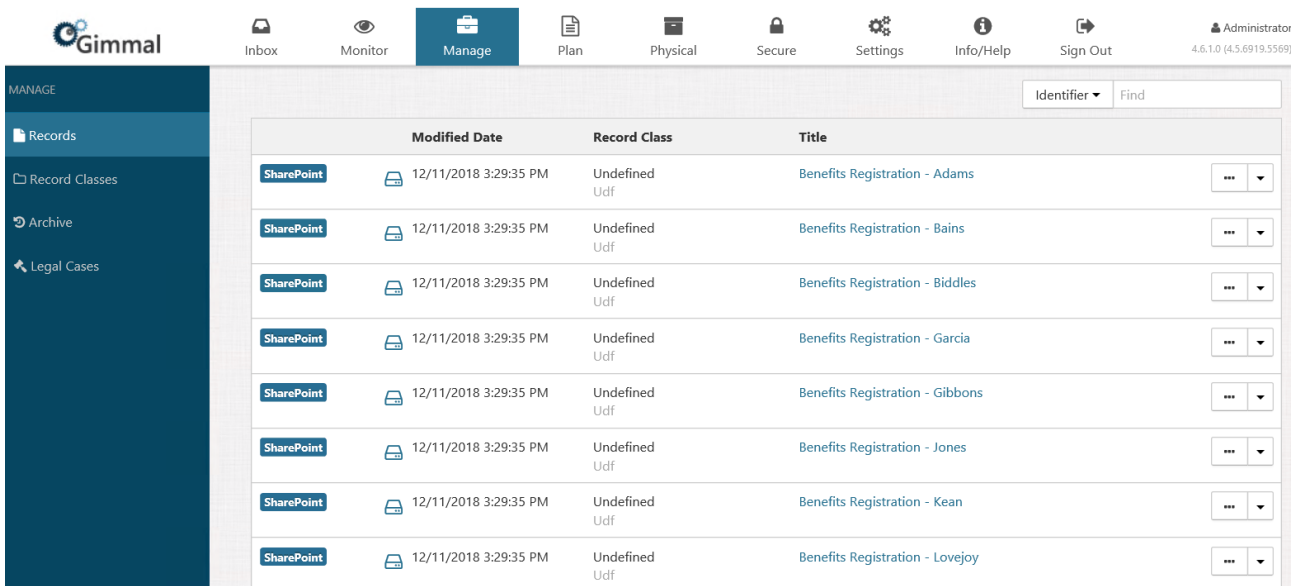 Gimmal
Inbox
Monitor
Manage
Plan
Physical
Secure
Settings
Info/Help
Sign Out
Administrator
4.6.1.0 (4.5.6919.5569)
MANAGE
Records
Record Classes
Archive
Legal Cases
Identifier
Find
Modified Date Record Class Title
SharePoint 12/11/2018 3:29:35 PM Undefined Benefits Registration - Adams
Udf
SharePoint 12/11/2018 3:29:35 PM Undefined Benefits Registration - Bains
Udf
SharePoint 12/11/2018 3:29:35 PM Undefined Benefits Registration - Biddles
Udf
SharePoint 12/11/2018 3:29:35 PM Undefined Benefits Registration - Garcia
Udf
SharePoint 12/11/2018 3:29:35 PM Undefined Benefits Registration - Gibbons
Udf
SharePoint 12/11/2018 3:29:35 PM Undefined Benefits Registration - Jones
Udf
SharePoint 12/11/2018 3:29:35 PM Undefined Benefits Registration - Kean
Udf
SharePoint 12/11/2018 3:29:35 PM Undefined Benefits Registration - Lovejoy
Udf